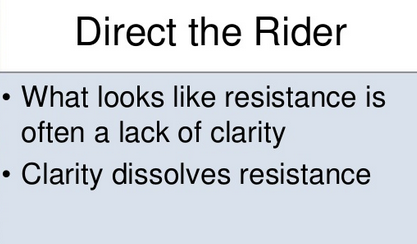 Direct the Rider
• What looks like resistance is
often a lack of clarity
• Clarity dissolves resistance